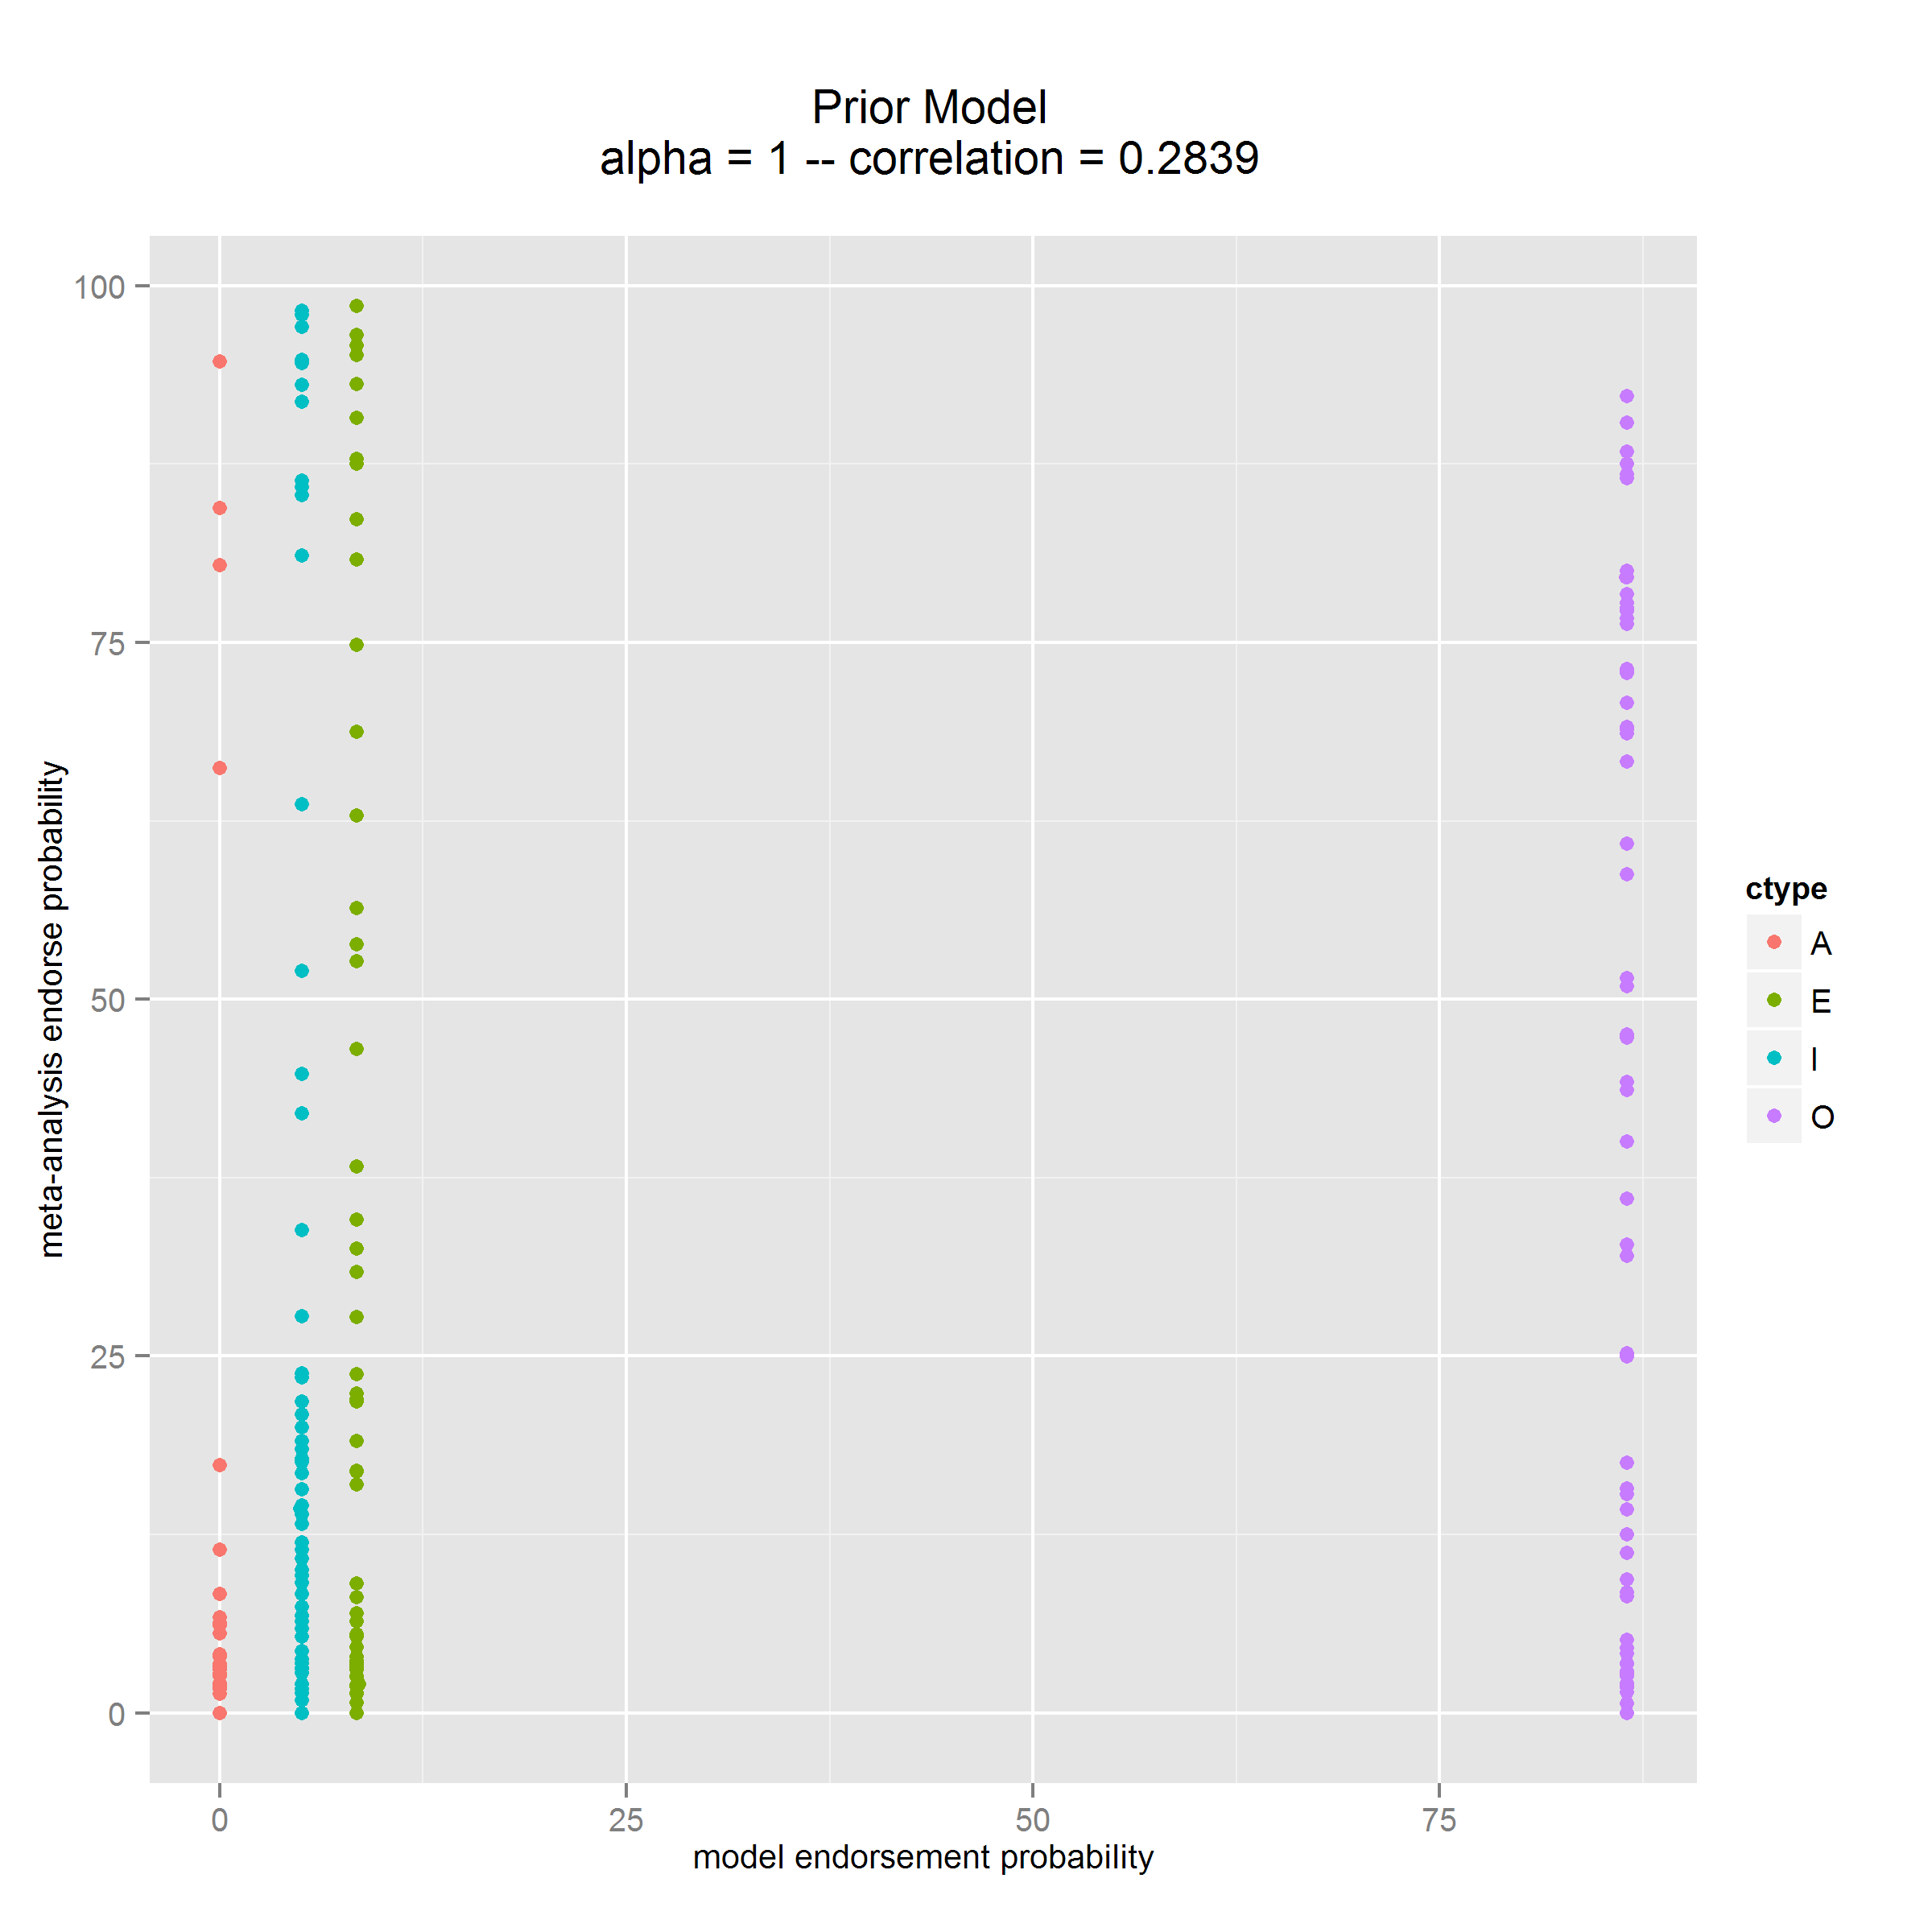 Prior Model
alpha = 1 -- correlation = 0.2839
meta-analysis endorse probability
100
75
50
25
0
0
25
50
75
model endorsement probability
ctype
A
E
I
O